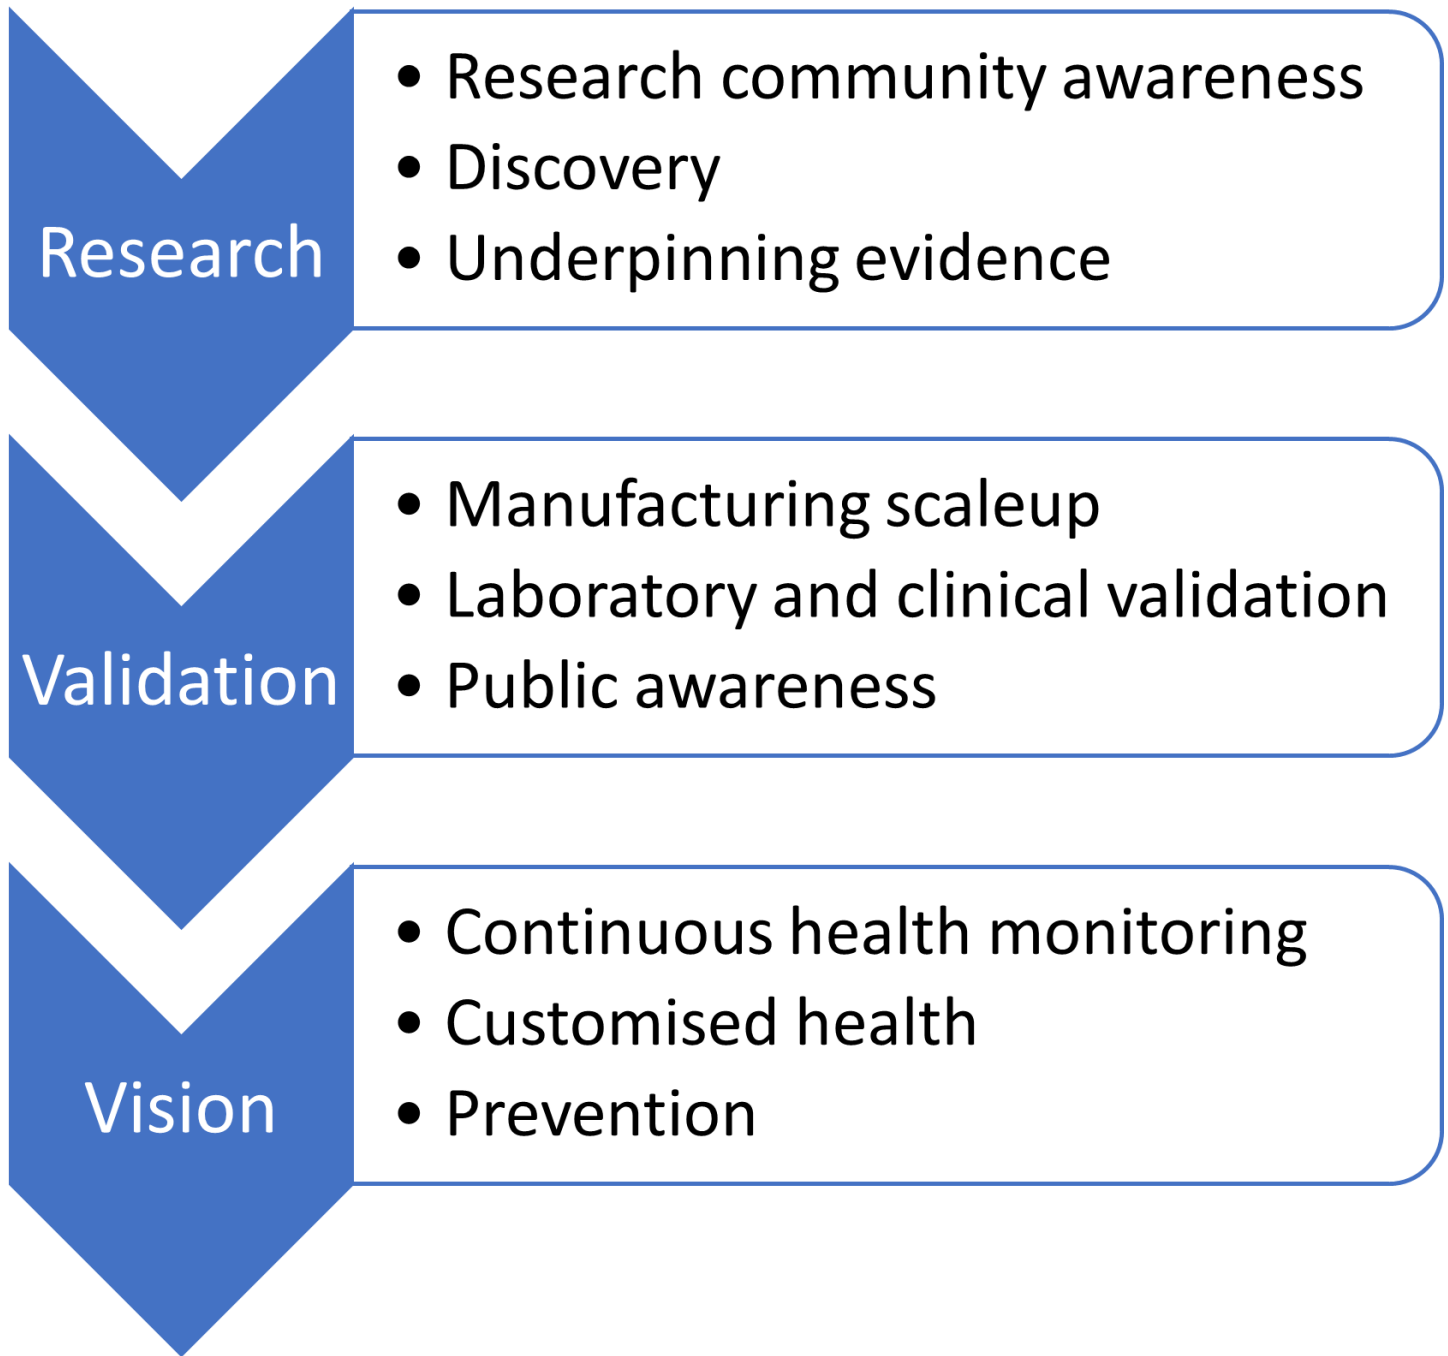 Research
• Research community awareness
• Discovery
• Underpinning evidence
Validation
• Manufacturing scaleup
• Laboratory and clinical validation
• Public awareness
Vision
• Continuous health monitoring
• Customised health
• Prevention